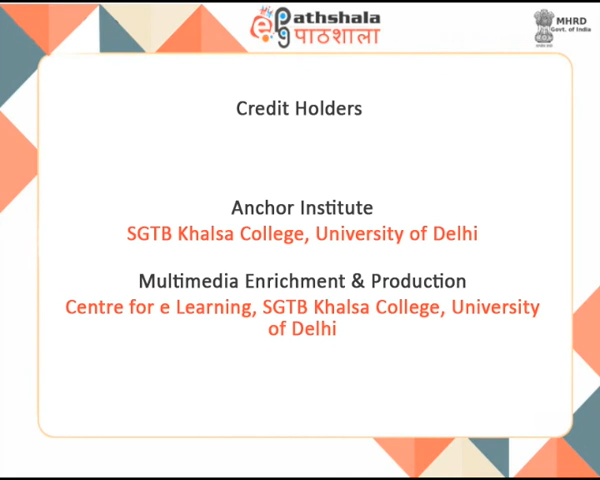 e Pathshala
पाठशाला
MHRD
Govt. of India
Credit Holders
Anchor Institute
SGTB Khalsa College, University of Delhi
Multimedia Enrichment & Production
Centre for e Learning, SGTB Khalsa College, University
of Delhi